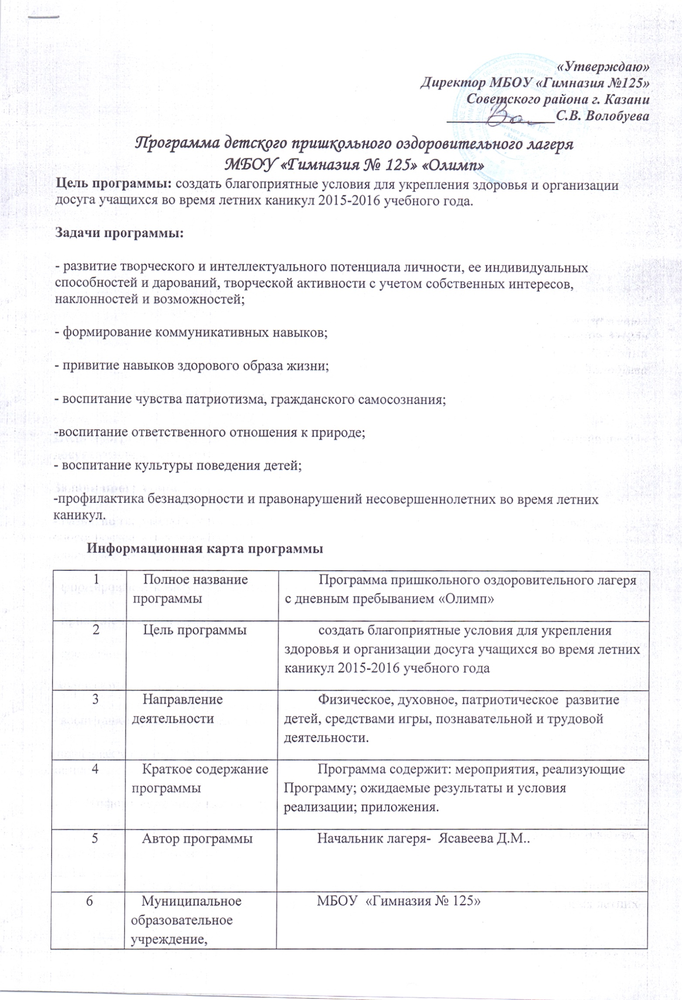 «Утверждаю»
Директор МБОУ «Гимназия №125»
Советского района г. Казани
С.В. Волобуева
Программа детского пришкольного оздоровительного лагеря
МБОУ «Гимназия № 125» «Олимп»
Цель программы: создать благоприятные условия для укрепления здоровья и организации
досуга учащихся во время летних каникул 2015-2016 учебного года.
Задачи программы:
- развитие творческого и интеллектуального потенциала личности, ее индивидуальных
способностей и дарований, творческой активности с учетом собственных интересов,
наклонностей и возможностей;
- формирование коммуникативных навыков;
- привитие навыков здорового образа жизни;
- воспитание чувства патриотизма, гражданского самосознания;
-воспитание ответственного отношения к природе;
- воспитание культуры поведения детей;
-профилактика безнадзорности и правонарушений несовершеннолетних во время летних
каникул.
Информационная карта программы
1
Полное название
программы
Программа пришкольного оздоровительного лагеря
с дневным пребыванием «Олимп»
2
Цель программы
создать благоприятные условия для укрепления
здоровья и организации досуга учащихся во время летних
каникул 2015-2016 учебного года
3
Направление
деятельности
Физическое, духовное, патриотическое развитие
детей, средствами игры, познавательной и трудовой
деятельности.
4
Краткое содержание
программы
Программа содержит: мероприятия, реализующие
Программу; ожидаемые результаты и условия
реализации; приложения.
5
Автор программы
Начальник лагеря- Ясавеева Д.М..
6
Муниципальное
образовательное
учреждение,
МБОУ «Гимназия № 125»